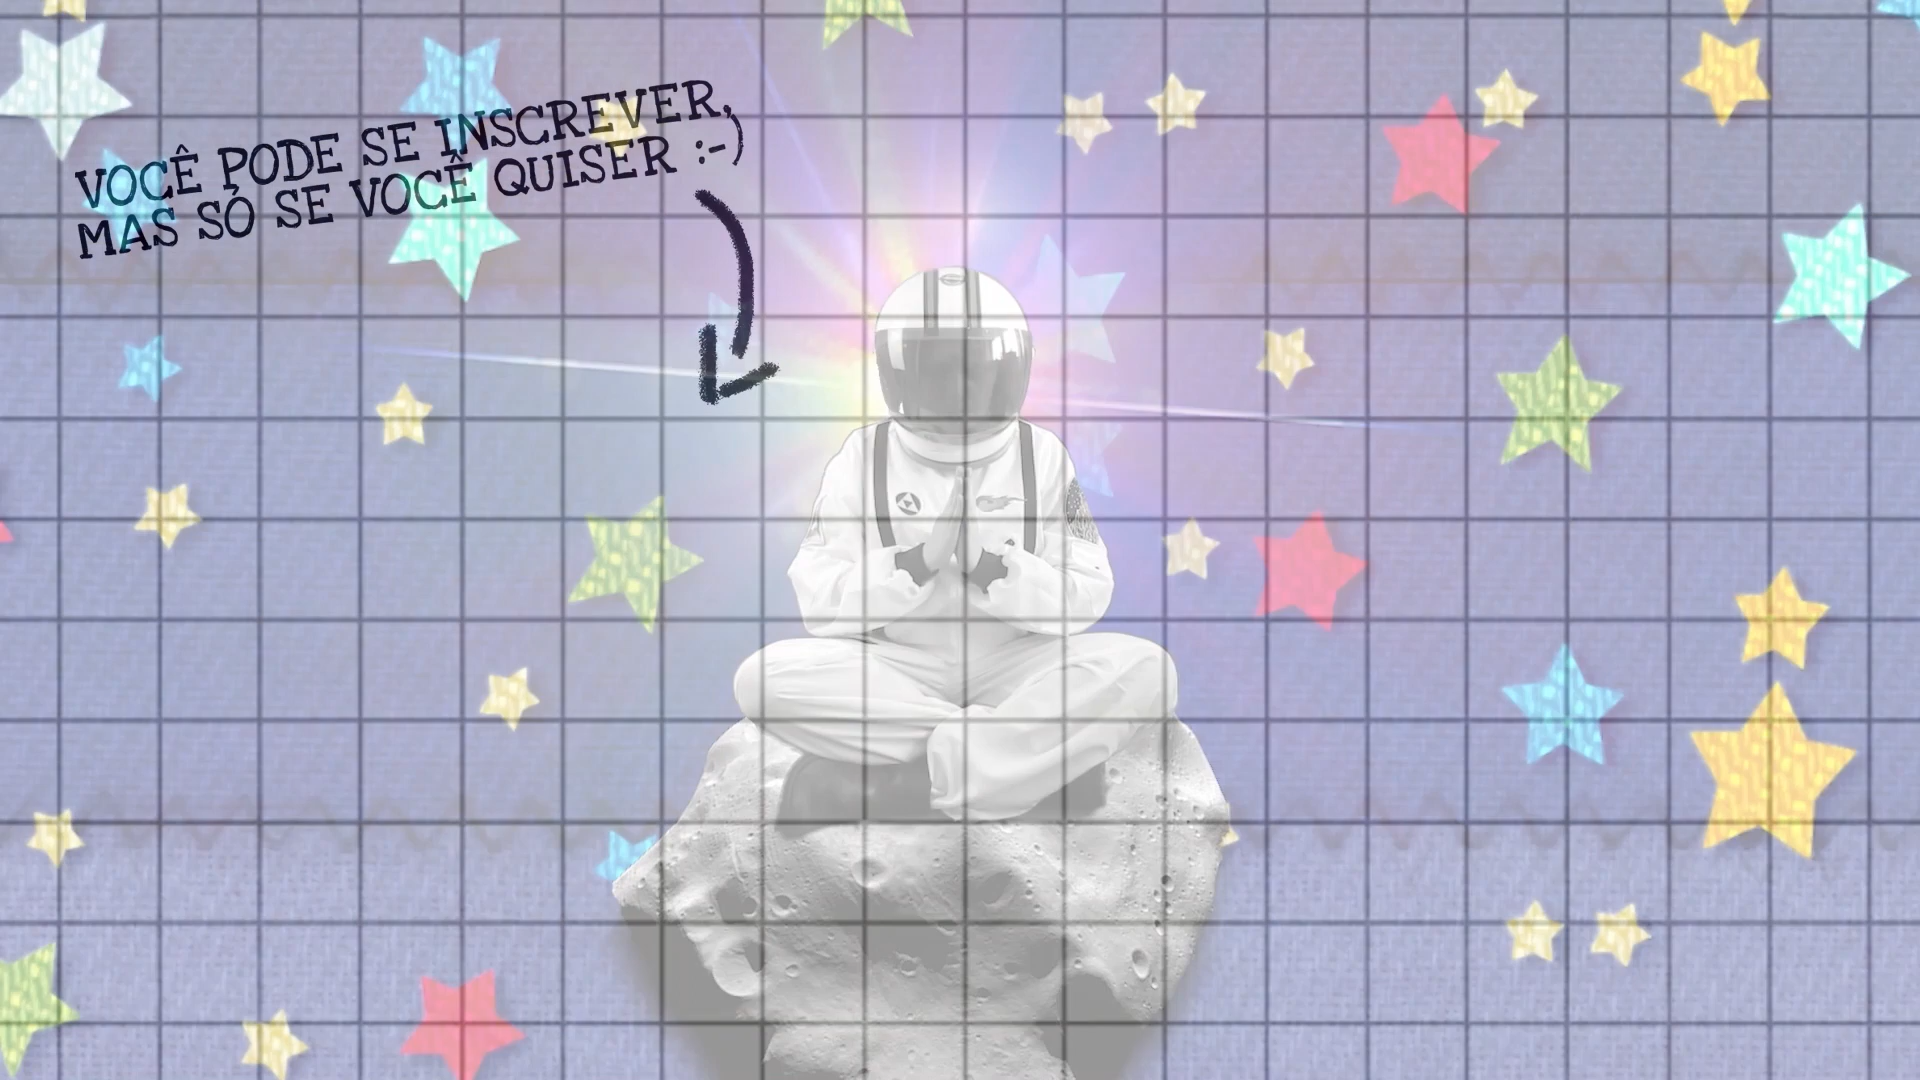 VOCÊ PODE SE INSCREVER,
MAS SÓ SE VOCÊ QUISER :-)